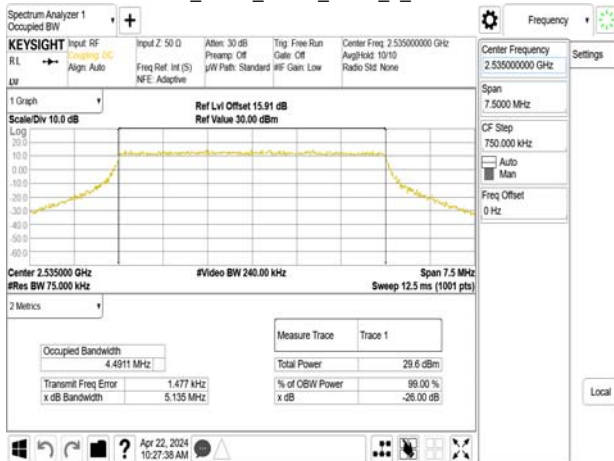 Spectrum Analyzer 1
Occupied BW
Frequency
KEYSIGHT
RL
Input: RF
Coupling: DC
Align: Auto
Input Z: 50 Ω
Freq Ref: Int (S)
NFE: Adaptive
Atten: 30 dB
Preamp: Off
µW Path: Standard
Trig: Free Run
Gate: Off
#IF Gain: Low
Center Freq: 2.535000000 GHz
Avg|Hold: 10/10
Radio Std: None
Center Frequency
2.535000000 GHz
Settings
Span
7.5000 MHz
CF Step
750.000 kHz
Auto
Man
Freq Offset
0 Hz
Local
1 Graph
Scale/Div 10.0 dB
Ref Lvl Offset 15.91 dB
Ref Value 30.00 dBm
Log
20.0
10.0
0.00
-10.0
-20.0
-30.0
-40.0
-50.0
-60.0
Center 2.535000 GHz
#Video BW 240.00 kHz
Span 7.5 MHz
#Res BW 75.000 kHz
Sweep 12.5 ms (1001 pts)
2 Metrics
Measure Trace Trace 1
Occupied Bandwidth
4.4911 MHz
Total Power 29.6 dBm
Transmit Freq Error 1.477 kHz
% of OBW Power 99.00 %
x dB Bandwidth 5.135 MHz
x dB -26.00 dB
Apr 22, 2024
10:27:38 AM